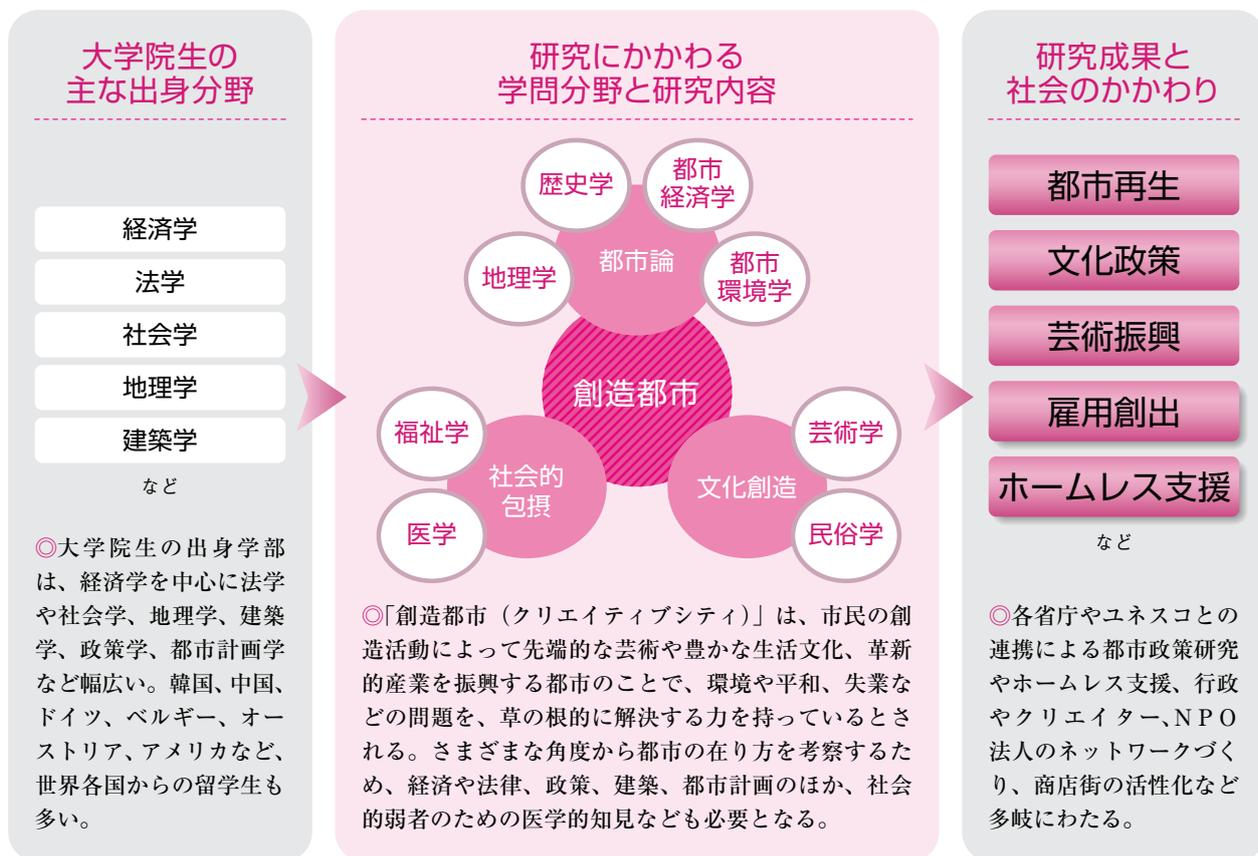 大学院生の
主な出身分野
経済学
法学
社会学
地理学
建築学
など
◎大学院生の出身学部
は、経済学を中心に法学
や社会学、地理学、建築
学、政策学、都市計画学
など幅広い。韓国、中国、
ドイツ、ベルギー、オー
ストリア、アメリカなど、
世界各国からの留学生も
多い。
研究にかかわる
学問分野と研究内容
歴史学
都市
経済学
地理学
都市論
都市
環境学
創造都市
福祉学
社会的
包摂
医学
芸術学
文化創造
民俗学
◎「創造都市（クリエイティブシティ）」は、市民の創
造活動によって先端的な芸術や豊かな生活文化、革新
的産業を振興する都市のことで、環境や平和、失業な
どの問題を、草の根的に解決する力を持っているとさ
れる。さまざまな角度から都市の在り方を考察するた
め、経済や法律、政策、建築、都市計画のほか、社会
的弱者のための医学的知見なども必要となる。
研究成果と
社会のかかわり
都市再生
文化政策
芸術振興
雇用創出
ホームレス支援
など
◎各省庁やユネスコとの
連携による都市政策研究
やホームレス支援、行政
やクリエイター、ＮＰＯ
法人のネットワークづく
り、商店街の活性化など
多岐にわたる。